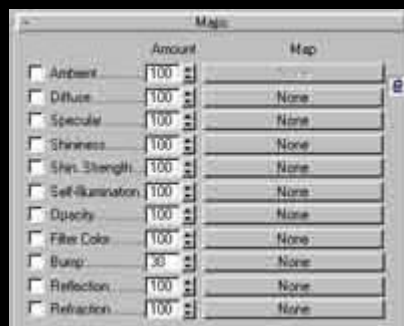 - Maps
Amount Map
Ambient 100
Diffuse 100 None
Specular 100 None
Shininess 100 None
Shin. Strength 100 None
Self-Illumination 100 None
Opacity 100 None
Filter Color 100 None
Bump 30 None
Reflection 100 None
Refraction 100 None